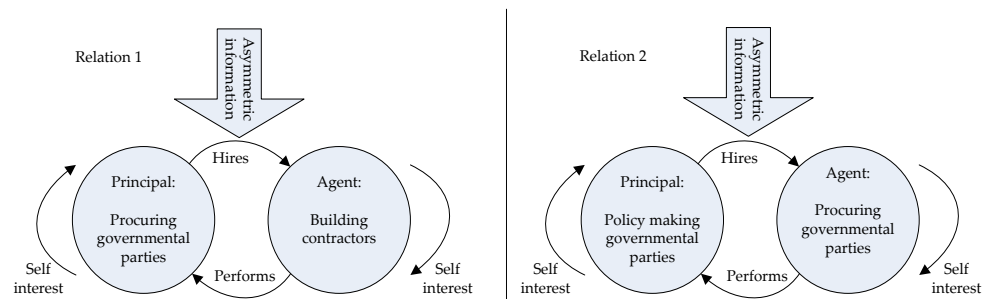 Relation 1
Asymmetric
information
Hires
Principal:
Procuring
governmental
parties
Agent:
Building
contractors
Self
interest
Performs
Self
interest
Relation 2
Asymmetric
information
Hires
Principal:
Policy making
governmental
parties
Agent:
Procuring
governmental
parties
Self
interest
Performs
Self
interest